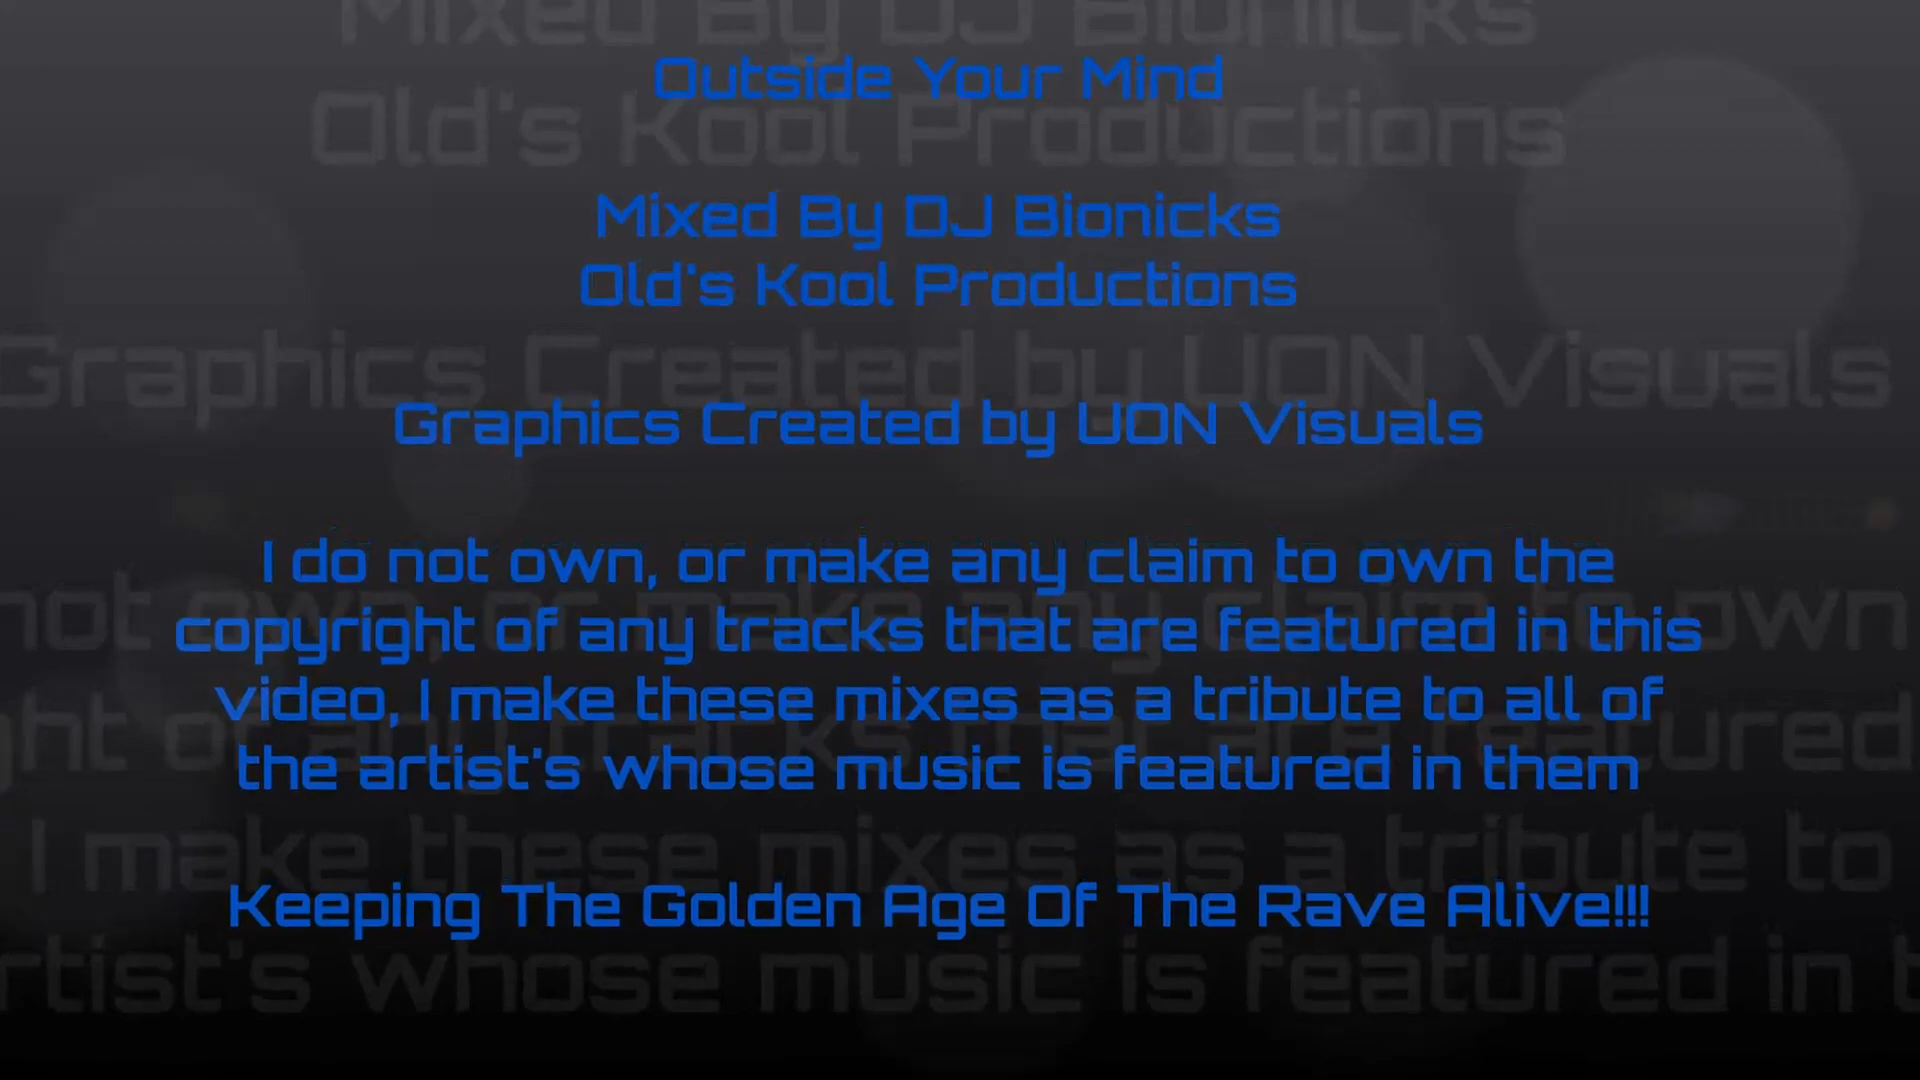 Outside Your Mind
Mixed By DJ Bionicks
Old's Kool Productions
Graphics Created by UON Visuals
I do not own, or make any claim to own the
copyright of any tracks that are featured in this
video, I make these mixes as a tribute to all of
the artist's whose music is featured in them
Keeping The Golden Age Of The Rave Alive!!!